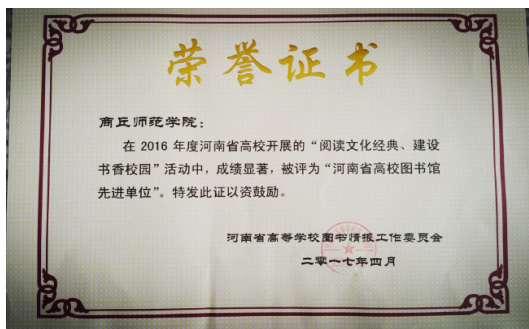 荣誉证书
商丘师范学院：
在 2016 年度河南省高校开展的“阅读文化经典、建设
书香校园”活动中，成绩显著，被评为“河南省高校图书馆
先进单位”。特发此证以资鼓励。
河南省高等学校图书情报工作委员会
二零一七年四月